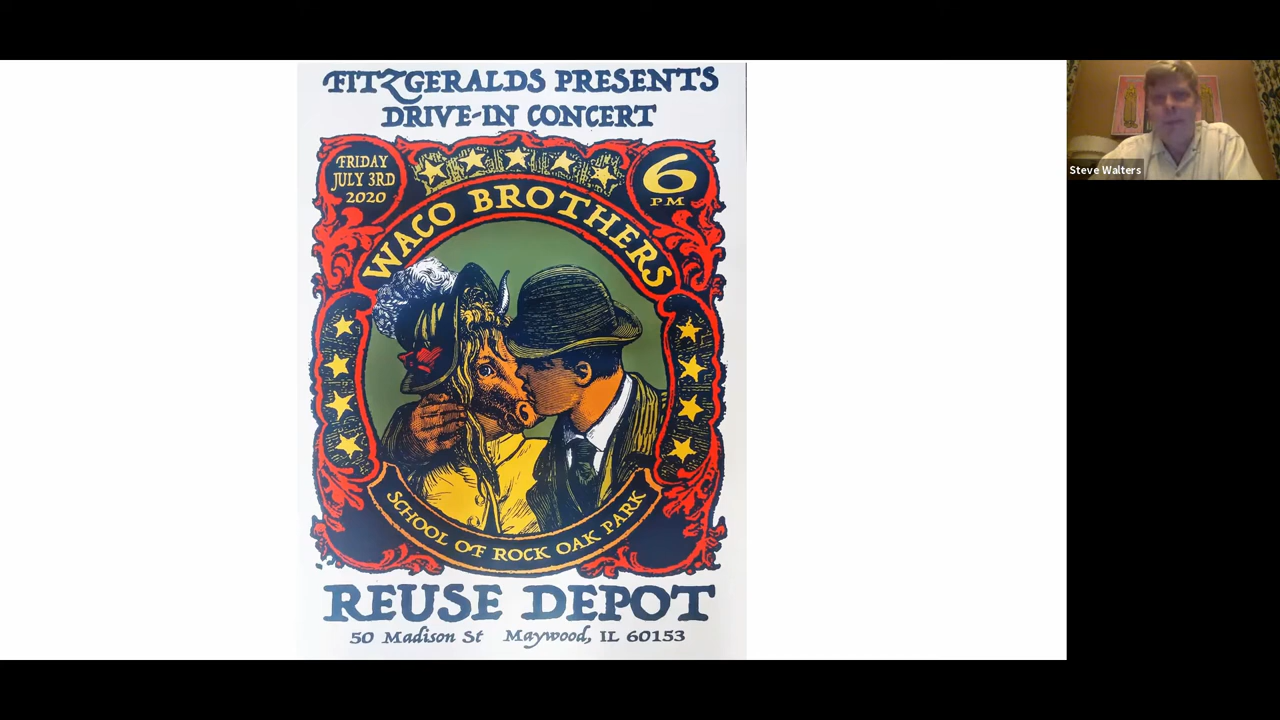 FITZGERALDS PRESENTS
DRIVE-IN CONCERT
FRIDAY
JULY 3RD
2020
6
PM
WACO BROTHERS
SCHOOL OF ROCK OAK PARK
REUSE DEPOT
50 Madison St Maywood, IL 60153
Steve Walters